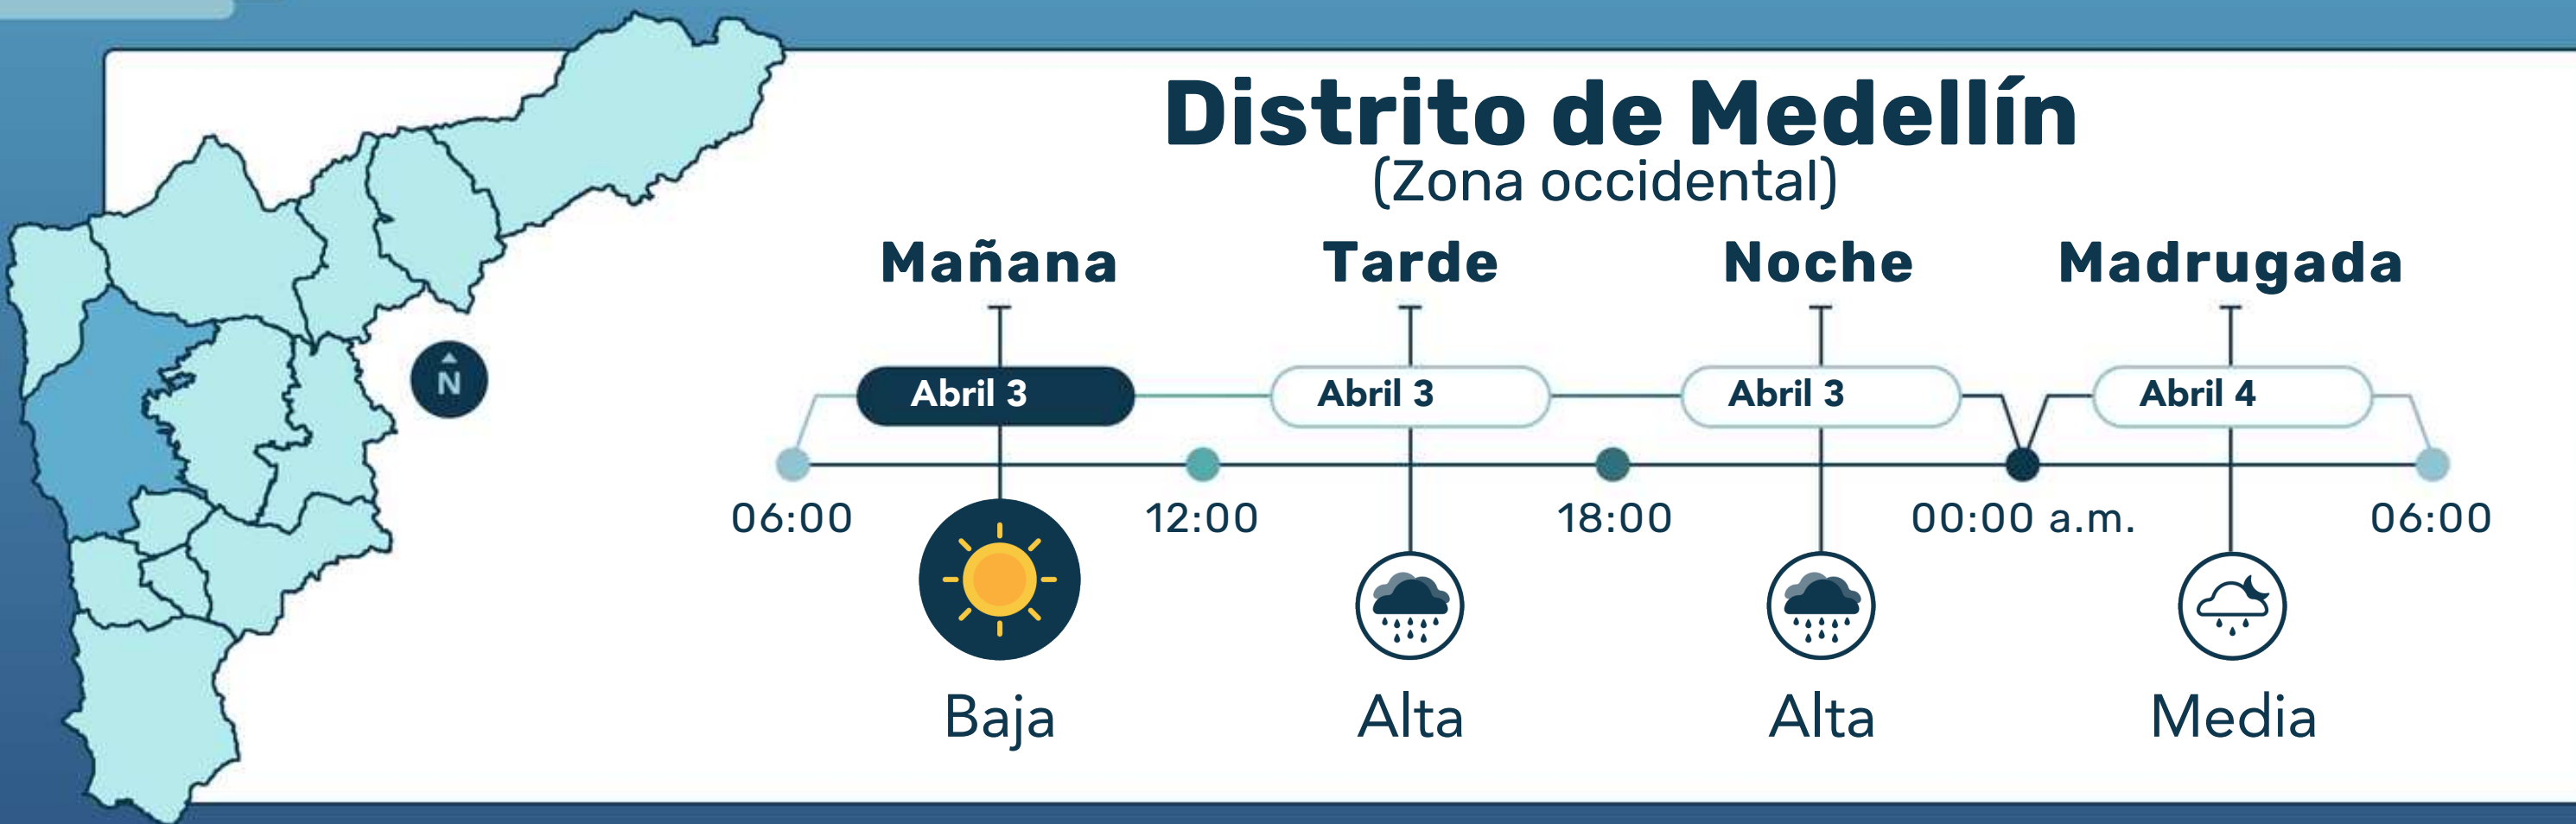 Distrito de Medellín
(Zona occidental)
Mañana Tarde Noche Madrugada
N
Abril 3 Abril 3 Abril 3 Abril 4
06:00 12:00 18:00 00:00 a.m. 06:00
Baja Alta Alta Media